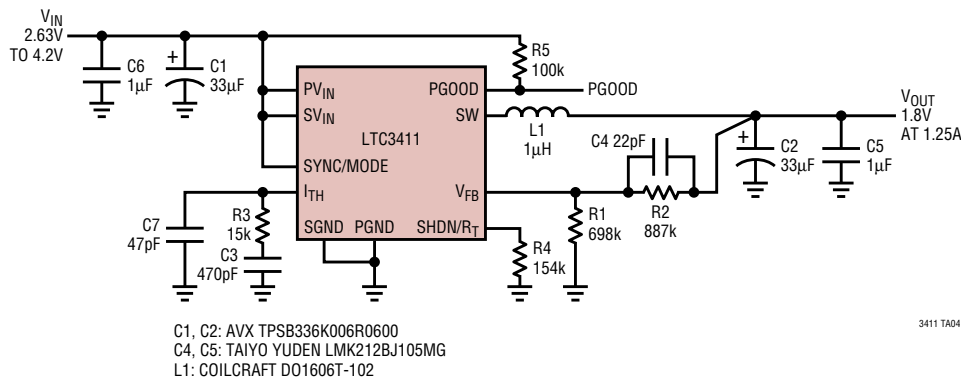 VIN
2.63V
TO 4.2V
C6
1µF
+
C1
33µF
R5
100k
PVIN
SVIN
SYNC/MODE
ITH
LTC3411
PGOOD
SW
VFB
SGND PGND SHDN/RT
PGOOD
L1
1µH
C4 22pF
VOUT
1.8V
AT 1.25A
+
C2
33µF
C5
1µF
R1
698k
R2
887k
R3
15k
C3
470pF
C7
47pF
R4
154k
C1, C2: AVX TPSB336K006R0600
C4, C5: TAIYO YUDEN LMK212BJ105MG
L1: COILCRAFT DO1606T-102
3411 TA04